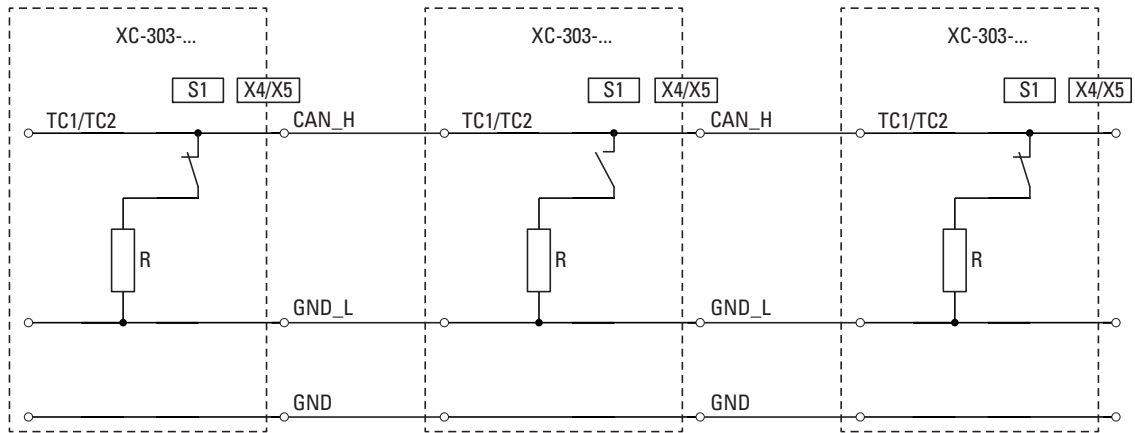 XC-303-... XC-303-... XC-303-...
S1 X4/X5 S1 X4/X5 S1 X4/X5
TC1/TC2 CAN_H TC1/TC2 CAN_H TC1/TC2
R R R
GND_L GND_L
GND GND